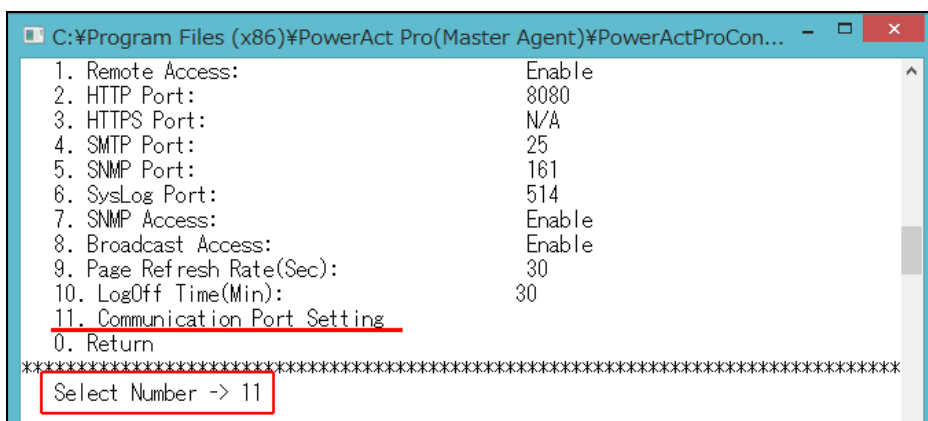 C:¥Program Files (x86)¥PowerAct Pro(Master Agent)¥PowerActProCon...
1. Remote Access: Enable
2. HTTP Port: 8080
3. HTTPS Port: N/A
4. SMTP Port: 25
5. SNMP Port: 161
6. SysLog Port: 514
7. SNMP Access: Enable
8. Broadcast Access: Enable
9. Page Refresh Rate(Sec): 30
10. LogOff Time(Min): 30
11. Communication Port Setting
0. Return
*******************************************************************************
Select Number -> 11